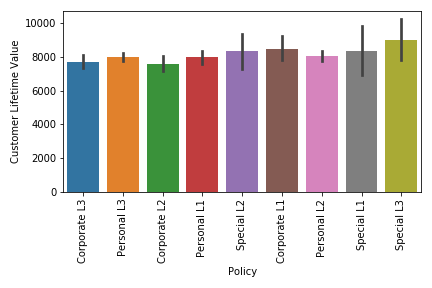 Customer Lifetime Value
10000
8000
6000
4000
2000
0
Corporate L3
Personal L3
Corporate L2
Personal L1
Special L2
Corporate L1
Personal L2
Special L1
Special L3
Policy